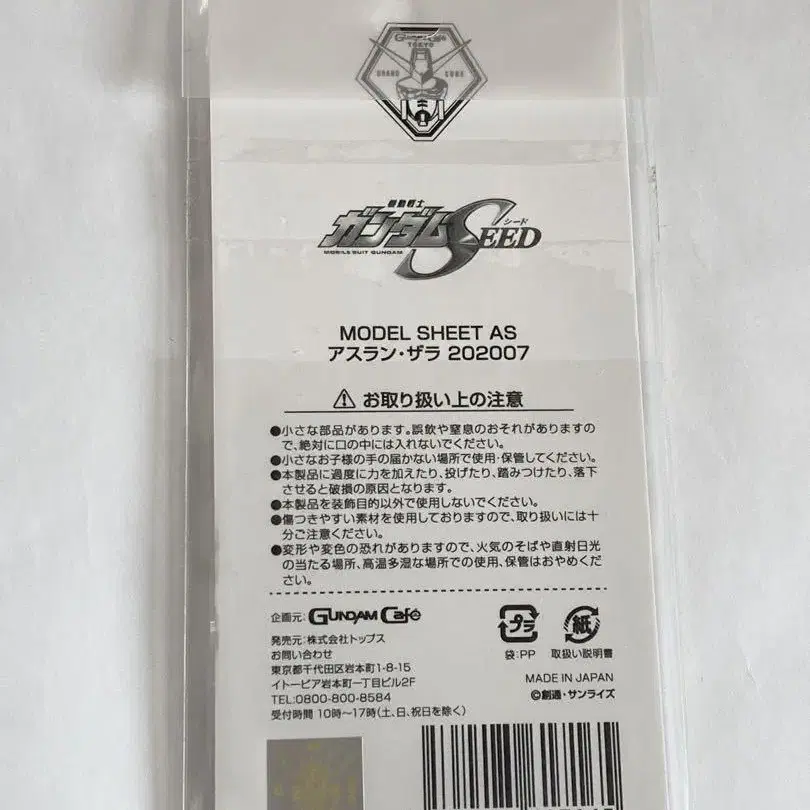 GUNDAM Café
TOKYO
BRAND CORE
機動戦士
ガンダムSEED
シード
MOBILE SUIT GUNDAM
MODEL SHEET AS
アスラン・ザラ 202007
お取り扱い上の注意
●小さな部品があります。誤飲や窒息のおそれがありますの
で、絶対に口の中には入れないでください。
●小さなお子様の手の届かない場所で使用・保管してください。
●本製品に過度に力を加えたり、投げたり、踏みつけたり、落下
させると破損の原因となります。
●本製品を装飾目的以外で使用しないでください。
●傷つきやすい素材を使用しておりますので、取り扱いには十
分ご注意ください。
●変形や変色の恐れがありますので、火気のそばや直射日光
の当たる場所、高温多湿な場所での使用、保管はおやめくだ
さい。
企画元:GUNDAM Café
発売元:株式会社トップス
お問い合わせ
東京都千代田区岩本町1-8-15
イトーピア岩本町一丁目ビル2F
TEL:0800-800-8584
受付時間 10時〜17時(土、日、祝日を除く)
プラ
紙
袋:PP
取扱い説明書
MADE IN JAPAN
©創通・サンライズ